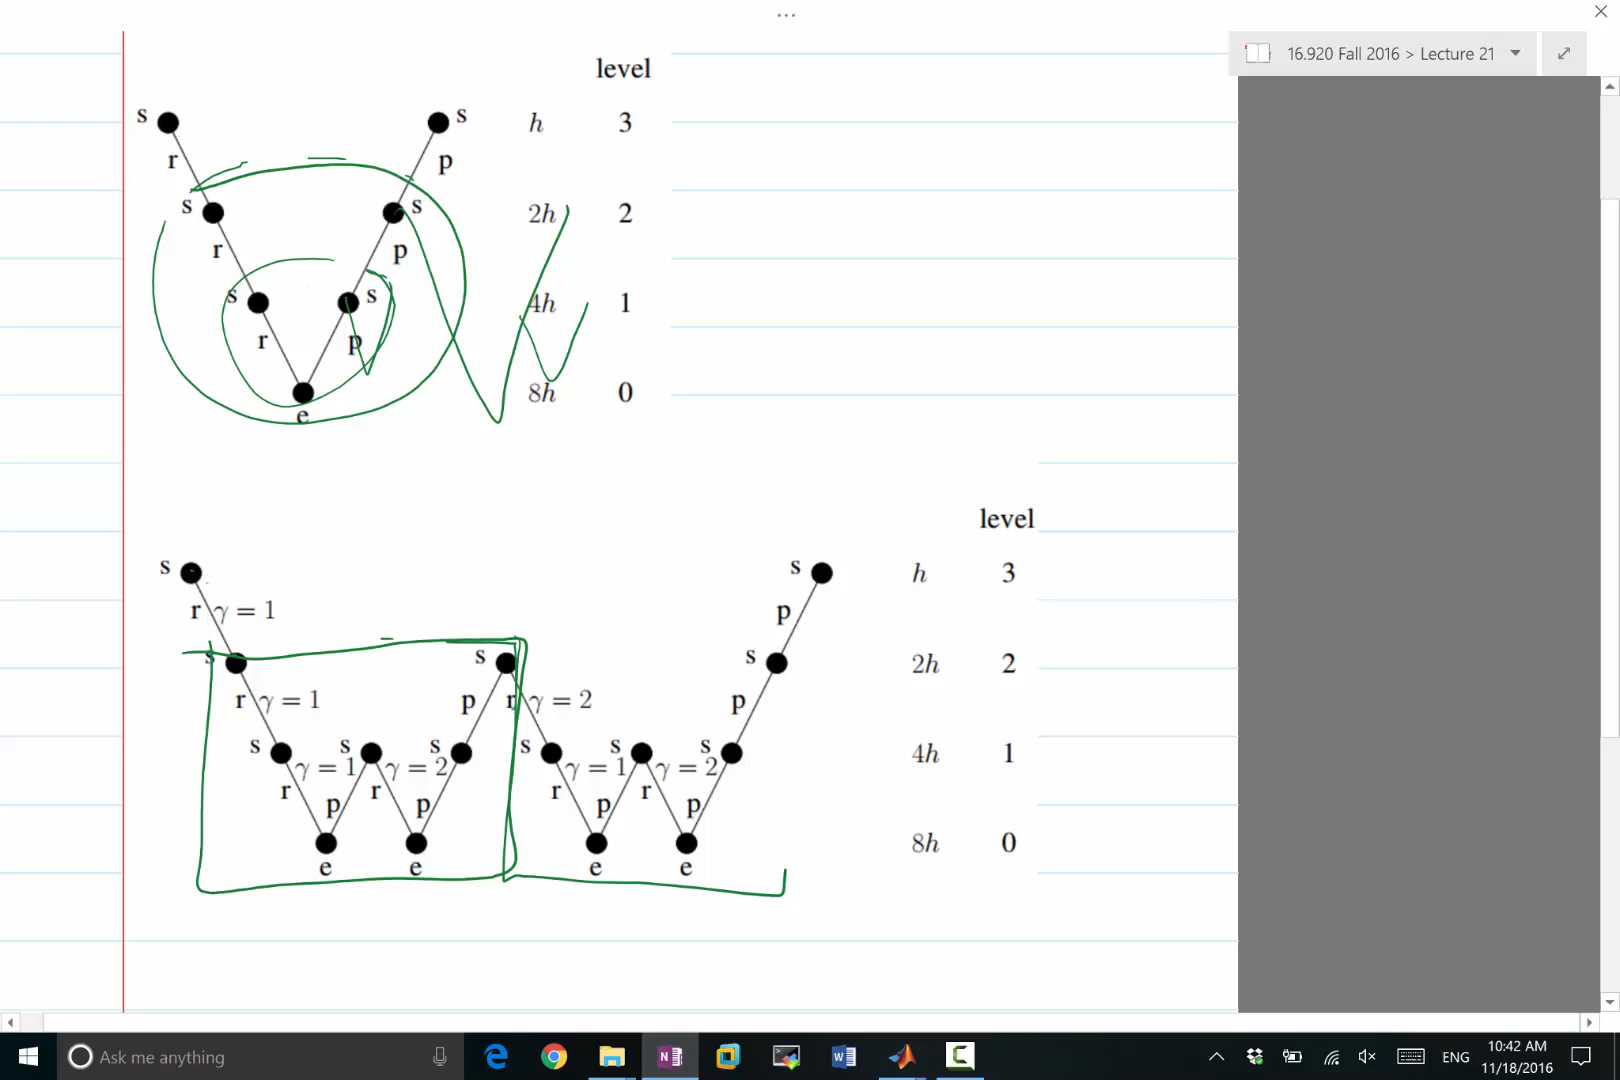 ...
16.920 Fall 2016 > Lecture 21
level
s s h 3
r p
s s 2h 2
r p
s s 4h 1
r p
e 8h 0
level
s s h 3
r γ = 1 p
s s s 2h 2
r γ = 1 p r γ = 2 p
s s s s s s 4h 1
γ = 1 γ = 2 γ = 1 γ = 2
r p r p r p r p
8h 0
e e e e
Ask me anything
N
W
C
ENG
10:42 AM
11/18/2016